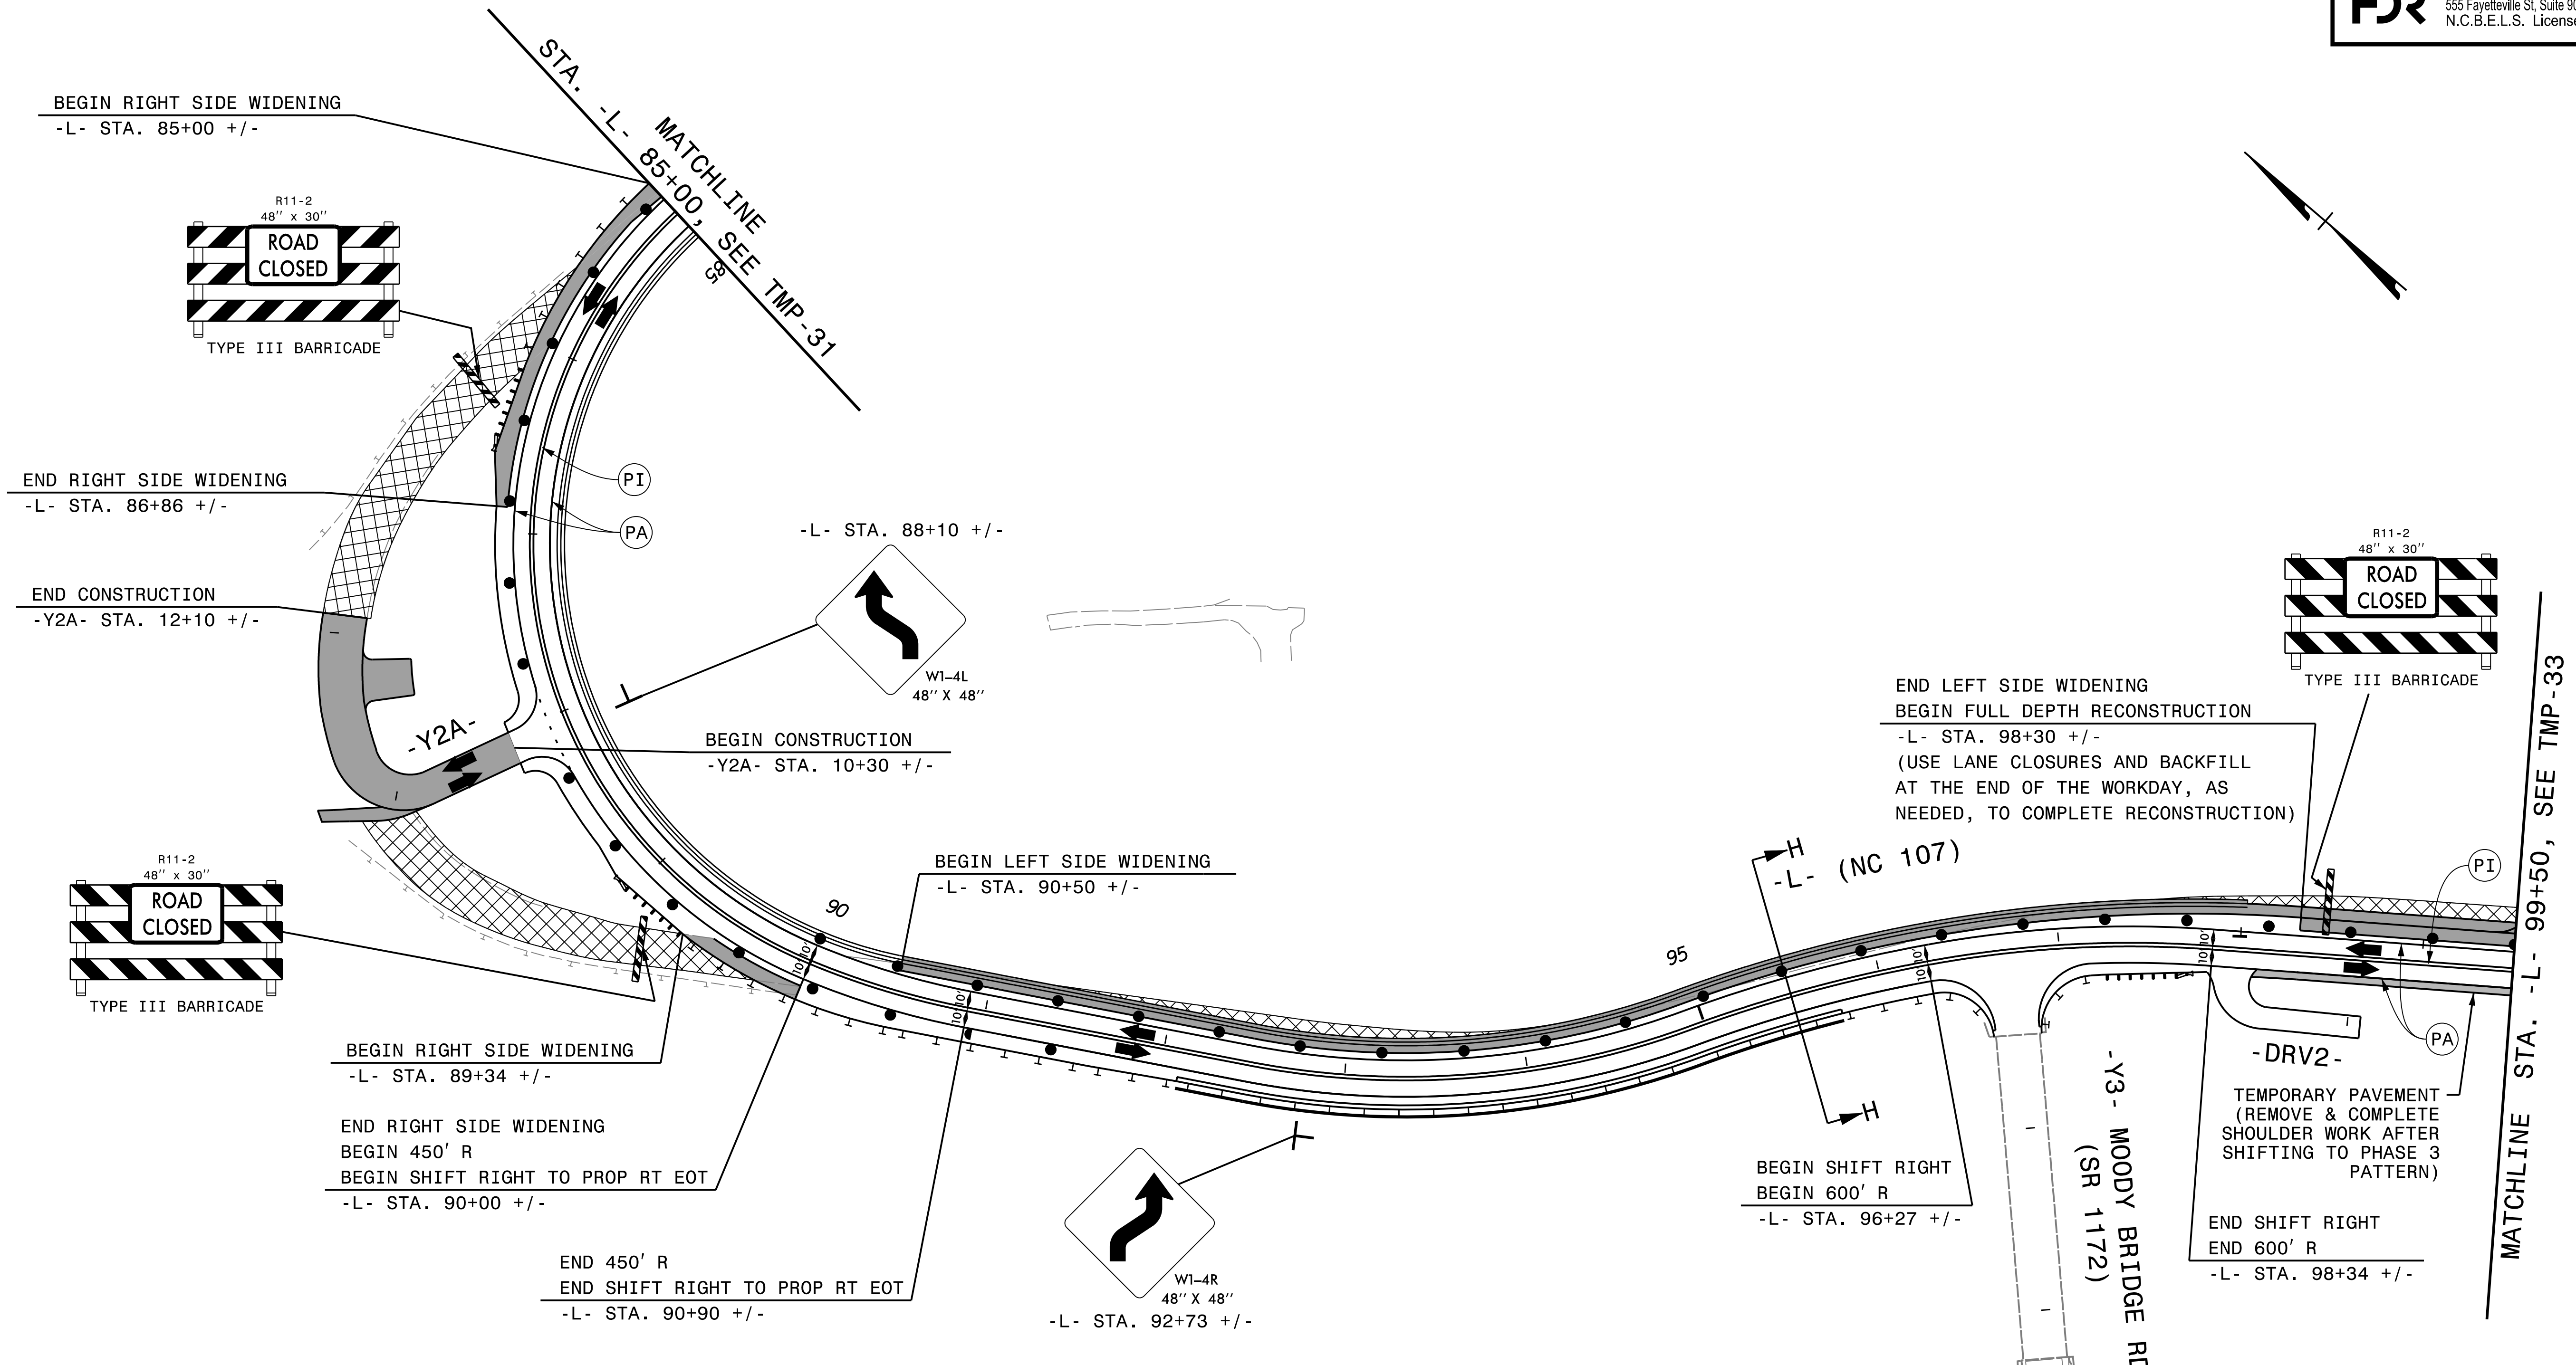 555 Fayetteville St, Suite 90
N.C.B.E.L.S. License
STA. -L- 85+00, SEE TMP-31
MATCHLINE
BEGIN RIGHT SIDE WIDENING
-L- STA. 85+00 +/-
85
R11-2
48" x 30"
ROAD
CLOSED
TYPE III BARRICADE
END RIGHT SIDE WIDENING
-L- STA. 86+86 +/-
PI
PA
-L- STA. 88+10 +/-
W1-4L
48" X 48"
END CONSTRUCTION
-Y2A- STA. 12+10 +/-
-Y2A-
BEGIN CONSTRUCTION
-Y2A- STA. 10+30 +/-
R11-2
48" x 30"
ROAD
CLOSED
TYPE III BARRICADE
END LEFT SIDE WIDENING
BEGIN FULL DEPTH RECONSTRUCTION
-L- STA. 98+30 +/-
(USE LANE CLOSURES AND BACKFILL
AT THE END OF THE WORKDAY, AS
NEEDED, TO COMPLETE RECONSTRUCTION)
MATCHLINE STA. -L- 99+50, SEE TMP-33
R11-2
48" x 30"
ROAD
CLOSED
TYPE III BARRICADE
BEGIN LEFT SIDE WIDENING
-L- STA. 90+50 +/-
90
10'
10'
10'
10'
95
H
-L- (NC 107)
H
10'
10'
10'
10'
PI
PA
-DRV2-
BEGIN RIGHT SIDE WIDENING
-L- STA. 89+34 +/-
END RIGHT SIDE WIDENING
BEGIN 450' R
BEGIN SHIFT RIGHT TO PROP RT EOT
-L- STA. 90+00 +/-
END 450' R
END SHIFT RIGHT TO PROP RT EOT
-L- STA. 90+90 +/-
W1-4R
48" X 48"
-L- STA. 92+73 +/-
BEGIN SHIFT RIGHT
BEGIN 600' R
-L- STA. 96+27 +/-
-Y3- MOODY BRIDGE RD
(SR 1172)
TEMPORARY PAVEMENT
(REMOVE & COMPLETE
SHOULDER WORK AFTER
SHIFTING TO PHASE 3
PATTERN)
END SHIFT RIGHT
END 600' R
-L- STA. 98+34 +/-